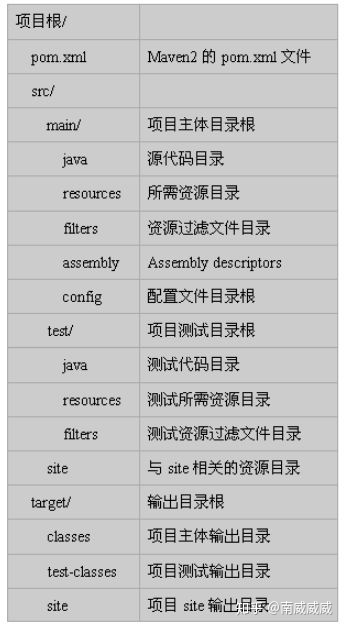 项目根/
pom.xml Maven2 的 pom.xml 文件
src/
main/ 项目主体目录根
java 源代码目录
resources 所需资源目录
filters 资源过滤文件目录
assembly Assembly descriptors
config 配置文件目录根
test/ 项目测试目录根
java 测试代码目录
resources 测试所需资源目录
filters 测试资源过滤文件目录
site 与 site 相关的资源目录
target/ 输出目录根
classes 项目主体输出目录
test-classes 项目测试输出目录
site 项目 site 输出目录
知乎 @南威威威